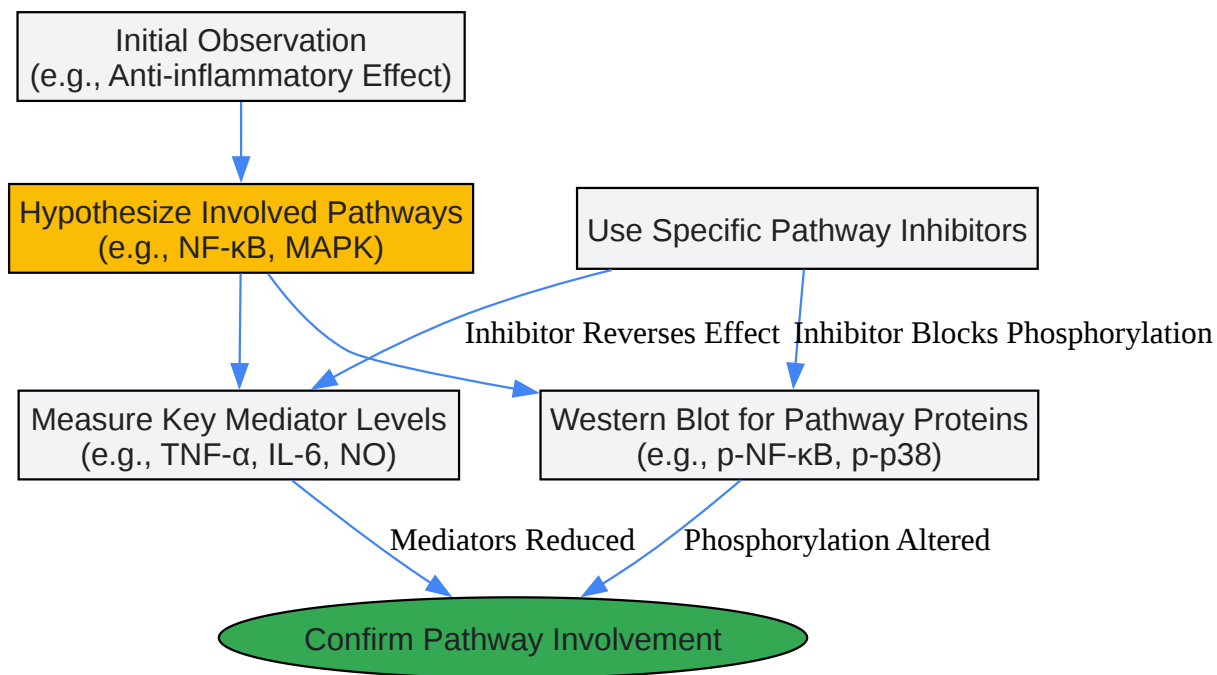 Initial Observation
(e.g., Anti-inflammatory Effect)
Hypothesize Involved Pathways
(e.g., NF-κB, MAPK)
Use Specific Pathway Inhibitors
Inhibitor Reverses Effect
Inhibitor Blocks Phosphorylation
Measure Key Mediator Levels
(e.g., TNF-α, IL-6, NO)
Western Blot for Pathway Proteins
(e.g., p-NF-κB, p-p38)
Mediators Reduced
Phosphorylation Altered
Confirm Pathway Involvement